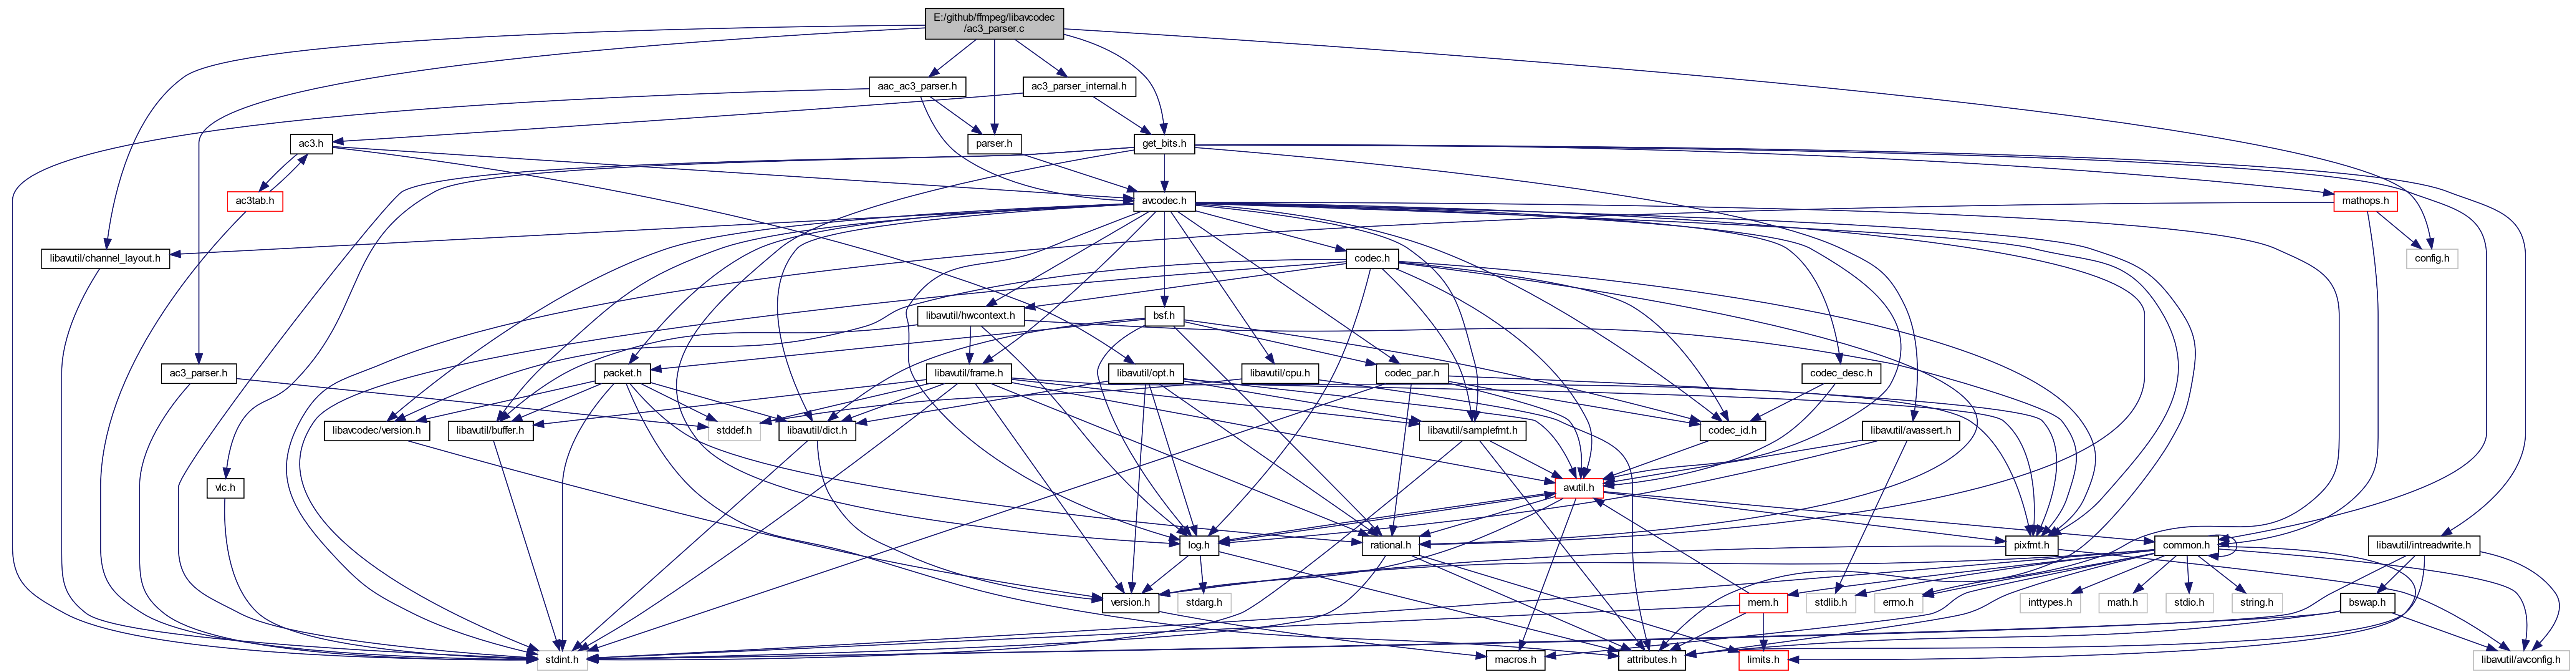 E:/github/ffmpeg/libavcodec
/ac3_parser.c
aac_ac3_parser.h
ac3_parser_internal.h
ac3.h
parser.h
get_bits.h
ac3tab.h
avcodec.h
mathops.h
libavutil/channel_layout.h
codec.h
config.h
libavutil/hwcontext.h
bsf.h
ac3_parser.h
packet.h
libavutil/frame.h
libavutil/opt.h
libavutil/cpu.h
codec_par.h
codec_desc.h
libavcodec/version.h
libavutil/buffer.h
stddef.h
libavutil/dict.h
libavutil/samplefmt.h
codec_id.h
libavutil/avassert.h
vlc.h
avutil.h
log.h
rational.h
pixfmt.h
common.h
libavutil/intreadwrite.h
version.h
stdarg.h
mem.h
stdlib.h
errno.h
inttypes.h
math.h
stdio.h
string.h
bswap.h
stdint.h
macros.h
attributes.h
limits.h
libavutil/avconfig.h